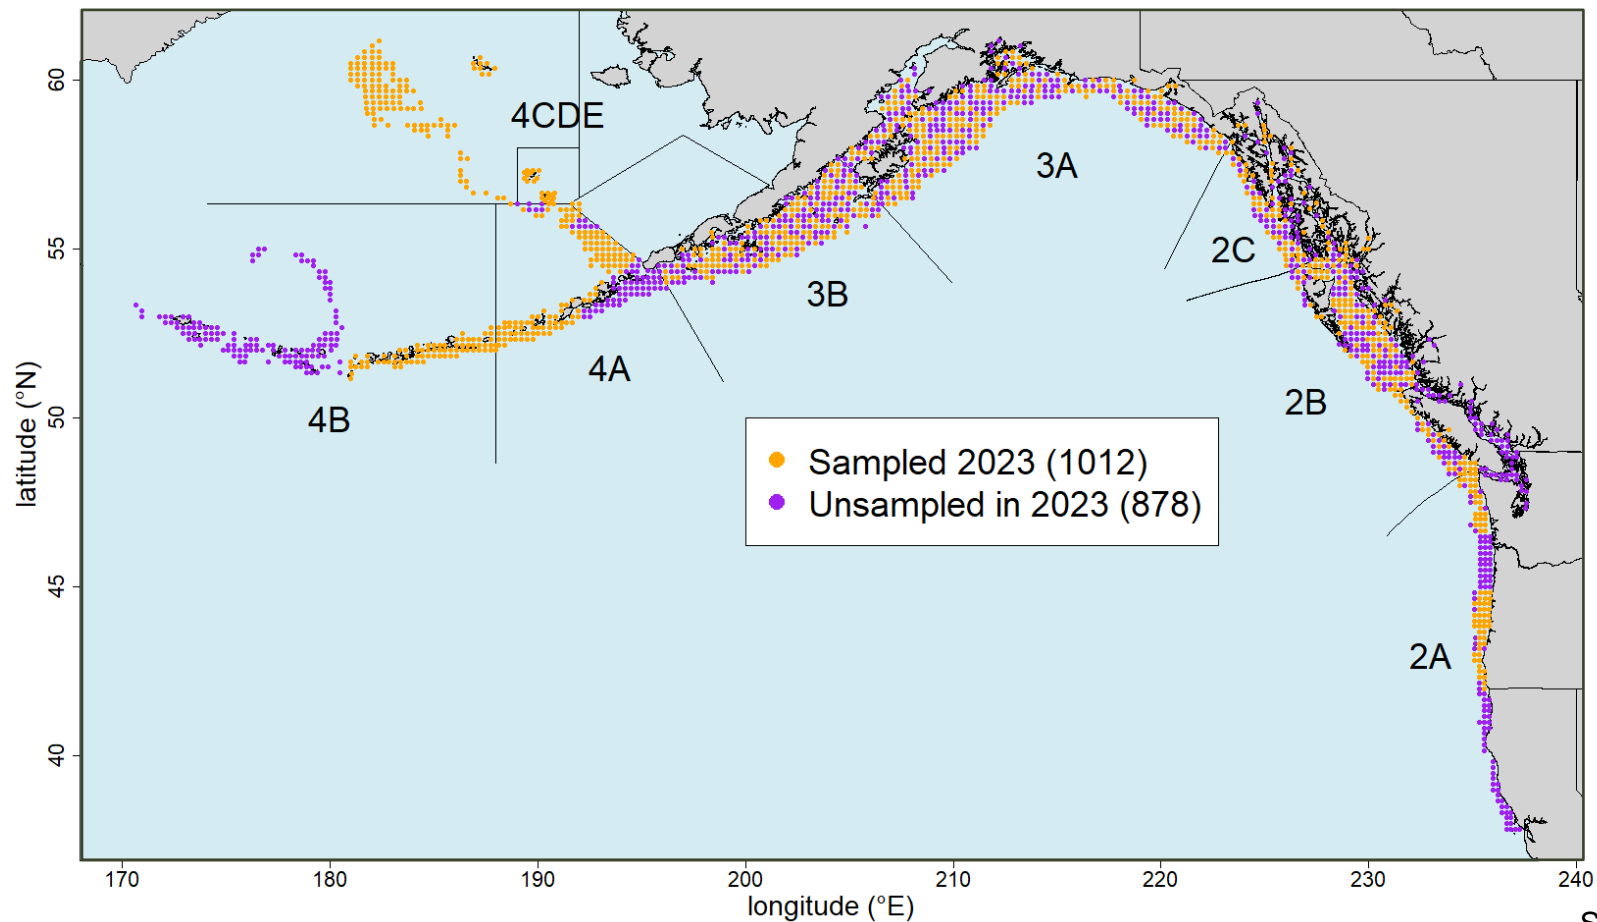 60
55
50
45
40
latitude (°N)
4CDE
3A
2C
3B
4A
2B
4B
2A
Sampled 2023 (1012)
Unsampled in 2023 (878)
170
180
190
200
210
220
230
240
longitude (°E)